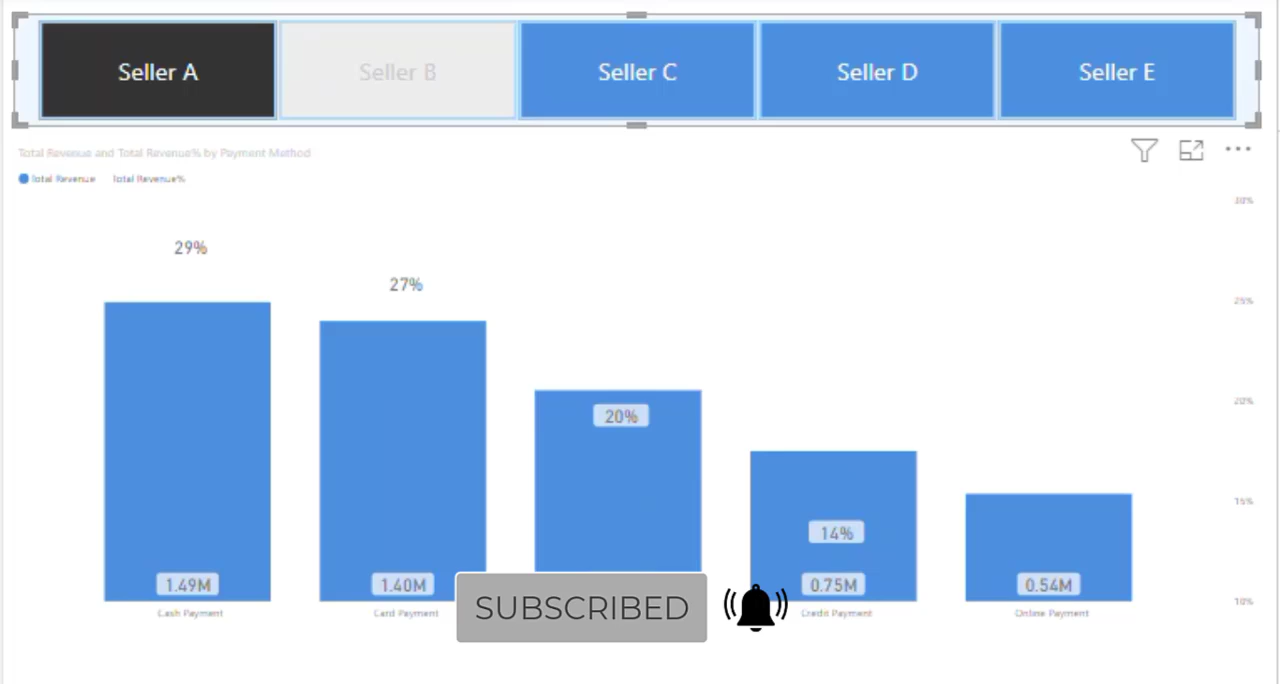 Seller A
Seller B
Seller C
Seller D
Seller E
Total Revenue and Total Revenue% by Payment Method
Total Revenue
Total Revenue%
30%
29%
27%
25%
20%
20%
14%
15%
1.49M
1.40M
0.75M
0.54M
10%
Cash Payment
Card Payment
Credit Payment
Online Payment
SUBSCRIBED